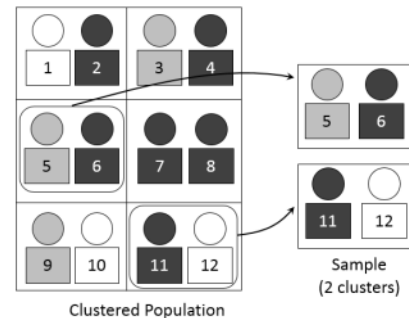 1 2 3 4
5 6 7 8
9 10 11 12
Clustered Population
5 6
11 12
Sample
(2 clusters)